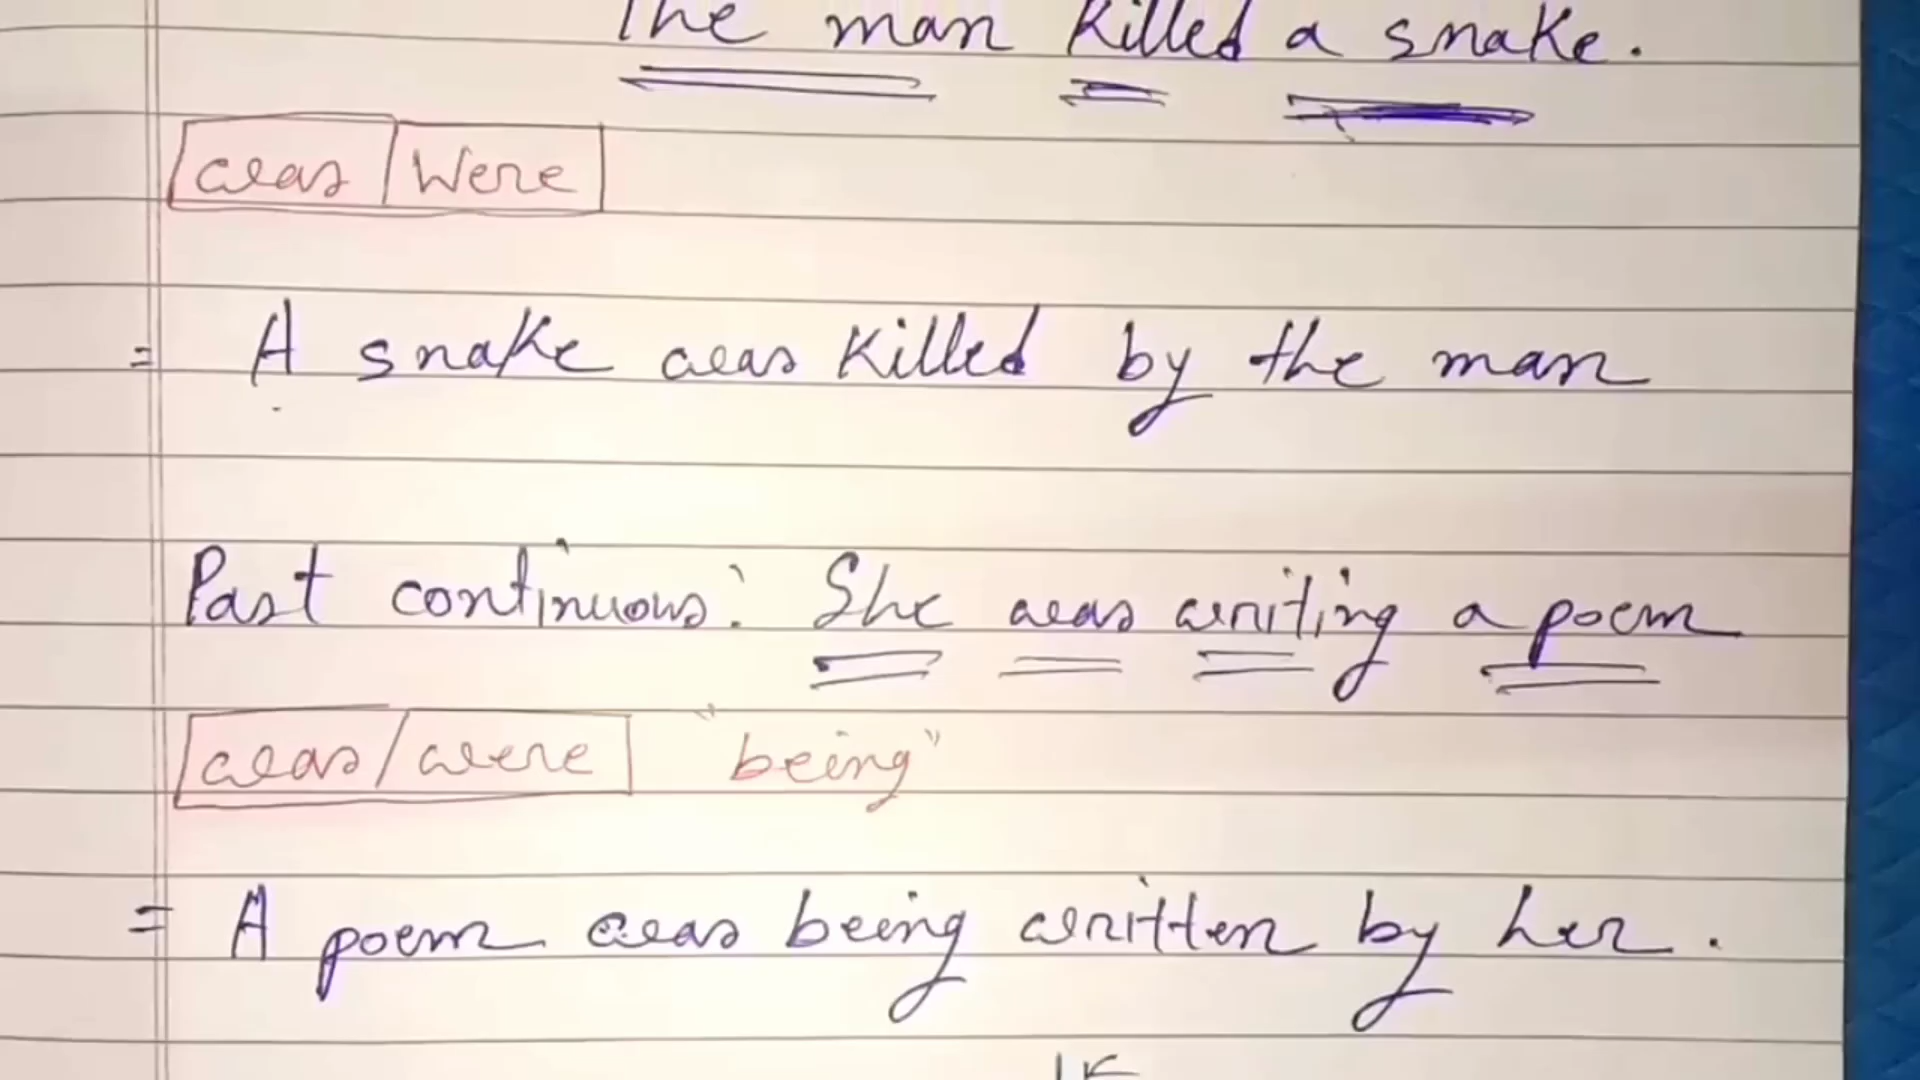 The man killed a snake.
was | Were
= A snake was killed by the man
Past continuous: She was writing a poem
was/were "being"
= A poem was being written by her.